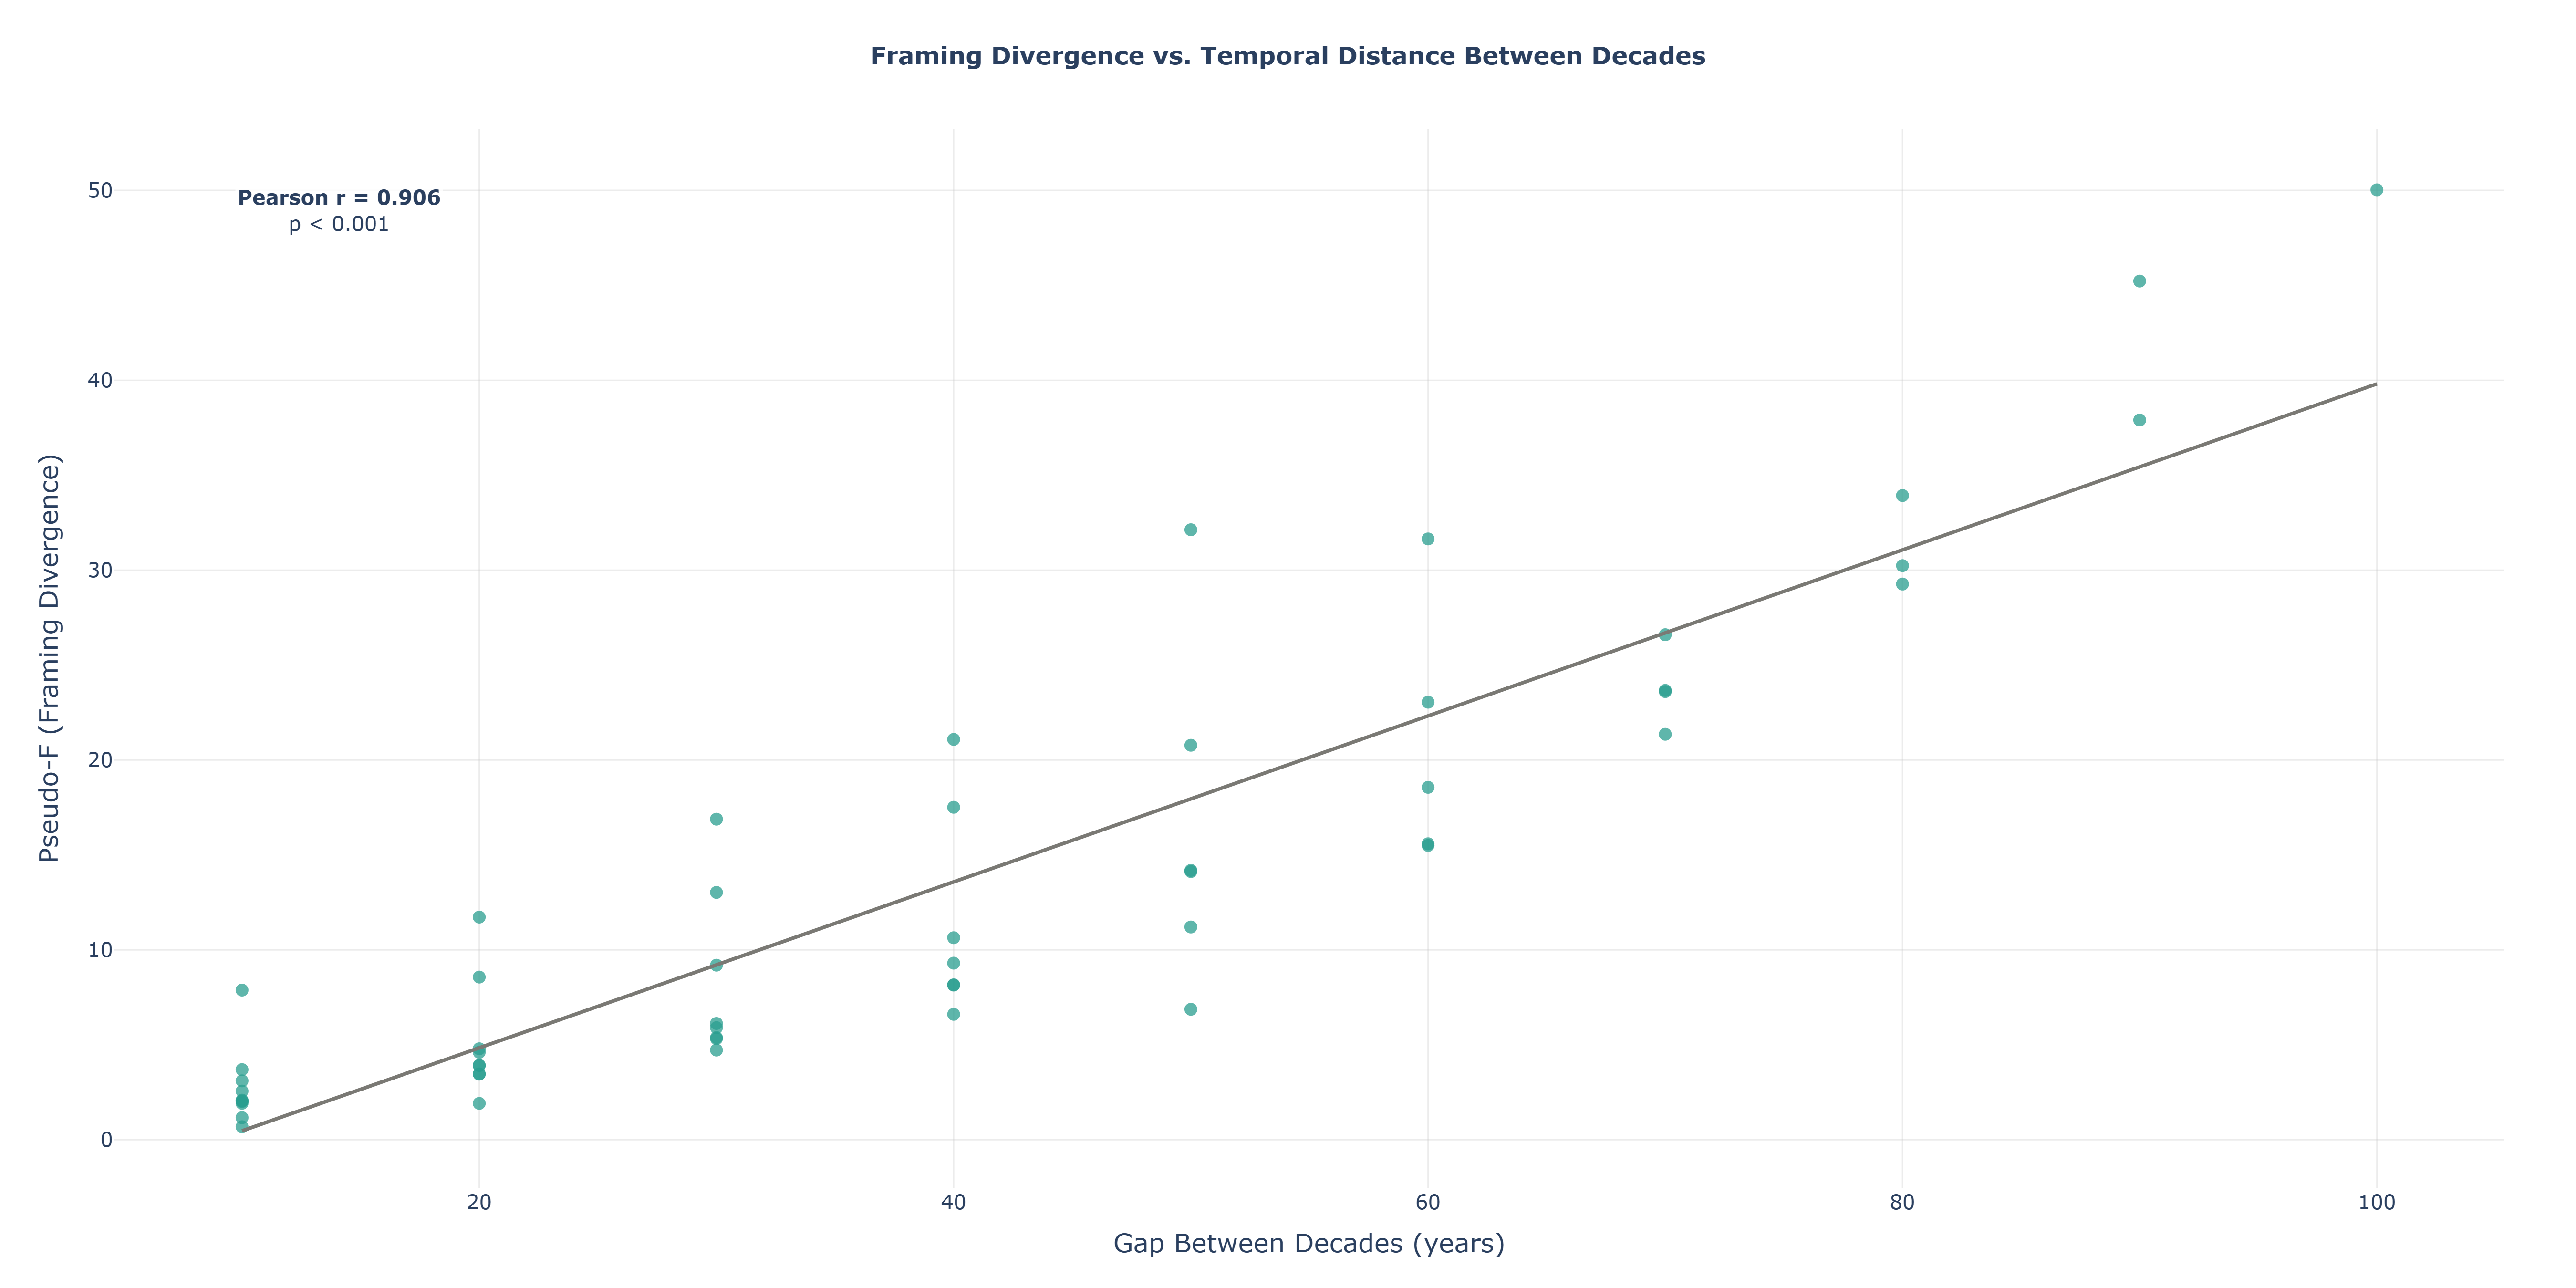 Framing Divergence vs. Temporal Distance Between Decades
Pearson r = 0.906
p < 0.001
Pseudo-F (Framing Divergence)
50
40
30
20
10
0
20
40
60
80
100
Gap Between Decades (years)